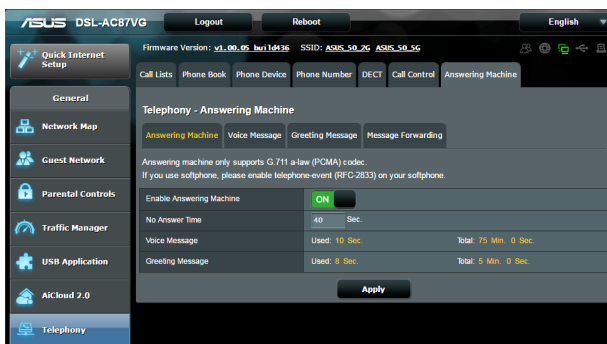 ASUS DSL-AC87VG Logout Reboot English
Quick Internet Setup
Firmware Version: v1.00.05 build436 SSID: ASUS_50_2G ASUS_50_5G
Call Lists Phone Book Phone Device Phone Number DECT Call Control Answering Machine
General
Network Map
Guest Network
Parental Controls
Traffic Manager
USB Application
AiCloud 2.0
Telephony
Telephony - Answering Machine
Answering Machine Voice Message Greeting Message Message Forwarding
Answering machine only supports G.711 a-law (PCMA) codec.
If you use softphone, please enable telephone-event (RFC-2833) on your softphone.
Enable Answering Machine ON
No Answer Time 40 Sec.
Voice Message Used: 10 Sec. Total: 75 Min. 0 Sec.
Greeting Message Used: 8 Sec. Total: 5 Min. 0 Sec.
Apply